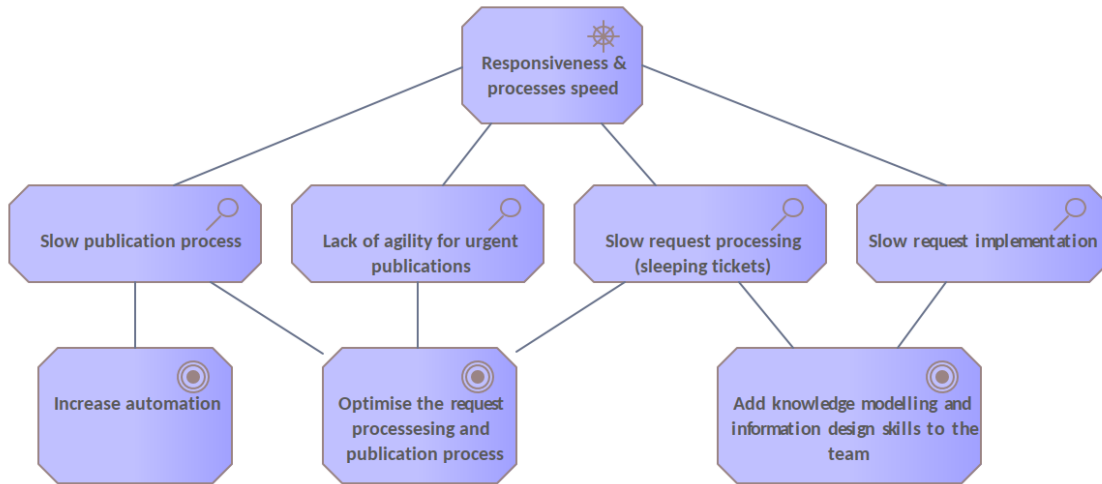 Responsiveness &
processes speed
Slow publication process
Lack of agility for urgent
publications
Slow request processing
(sleeping tickets)
Slow request implementation
Increase automation
Optimise the request
processesing and
publication process
Add knowledge modelling and
information design skills to the
team